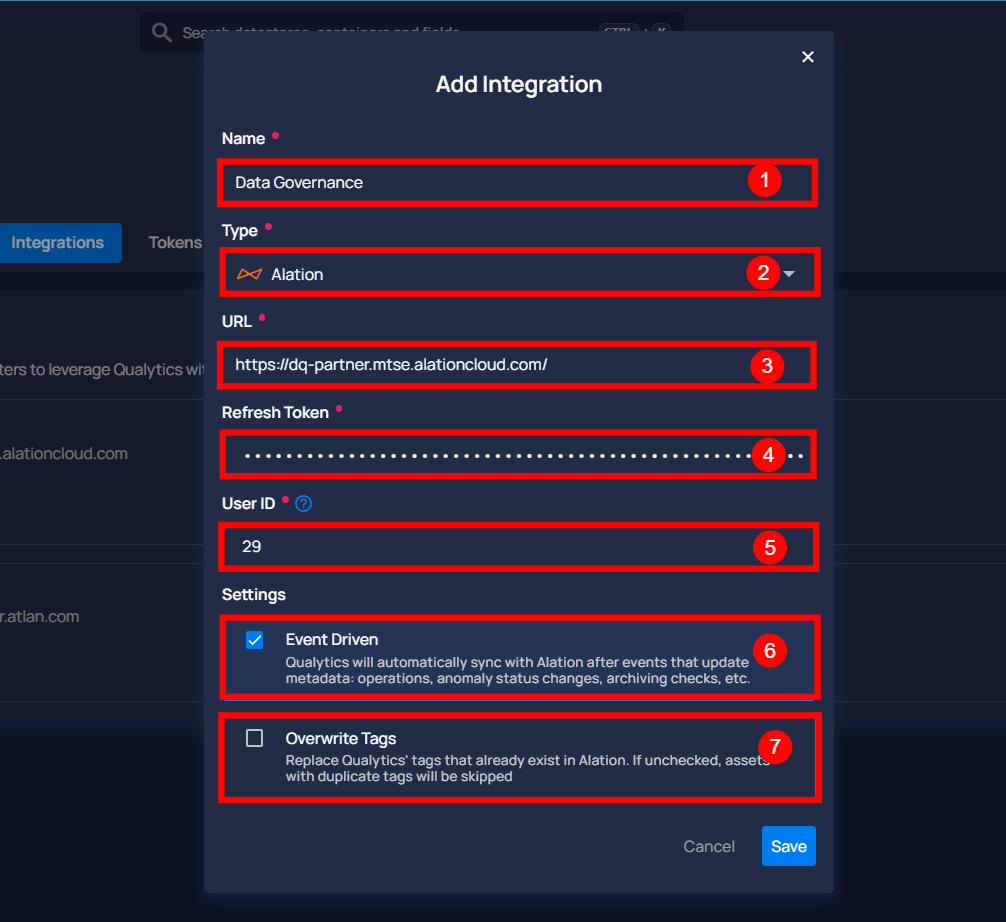 Search datastores, containers and fields
CTRL + K
Add Integration
Name
Data Governance
1
Integrations
Tokens
Type
Alation
2
URL
https://dq-partner.mtse.alationcloud.com/
3
ters to leverage Qualytics wit
Refresh Token
4
.alationcloud.com
User ID ?
29
5
Settings
r.atlan.com
Event Driven
6
Qualytics will automatically sync with Alation after events that update
metadata: operations, anomaly status changes, archiving checks, etc.
Overwrite Tags
7
Replace Qualytics' tags that already exist in Alation. If unchecked, assets
with duplicate tags will be skipped
Cancel
Save